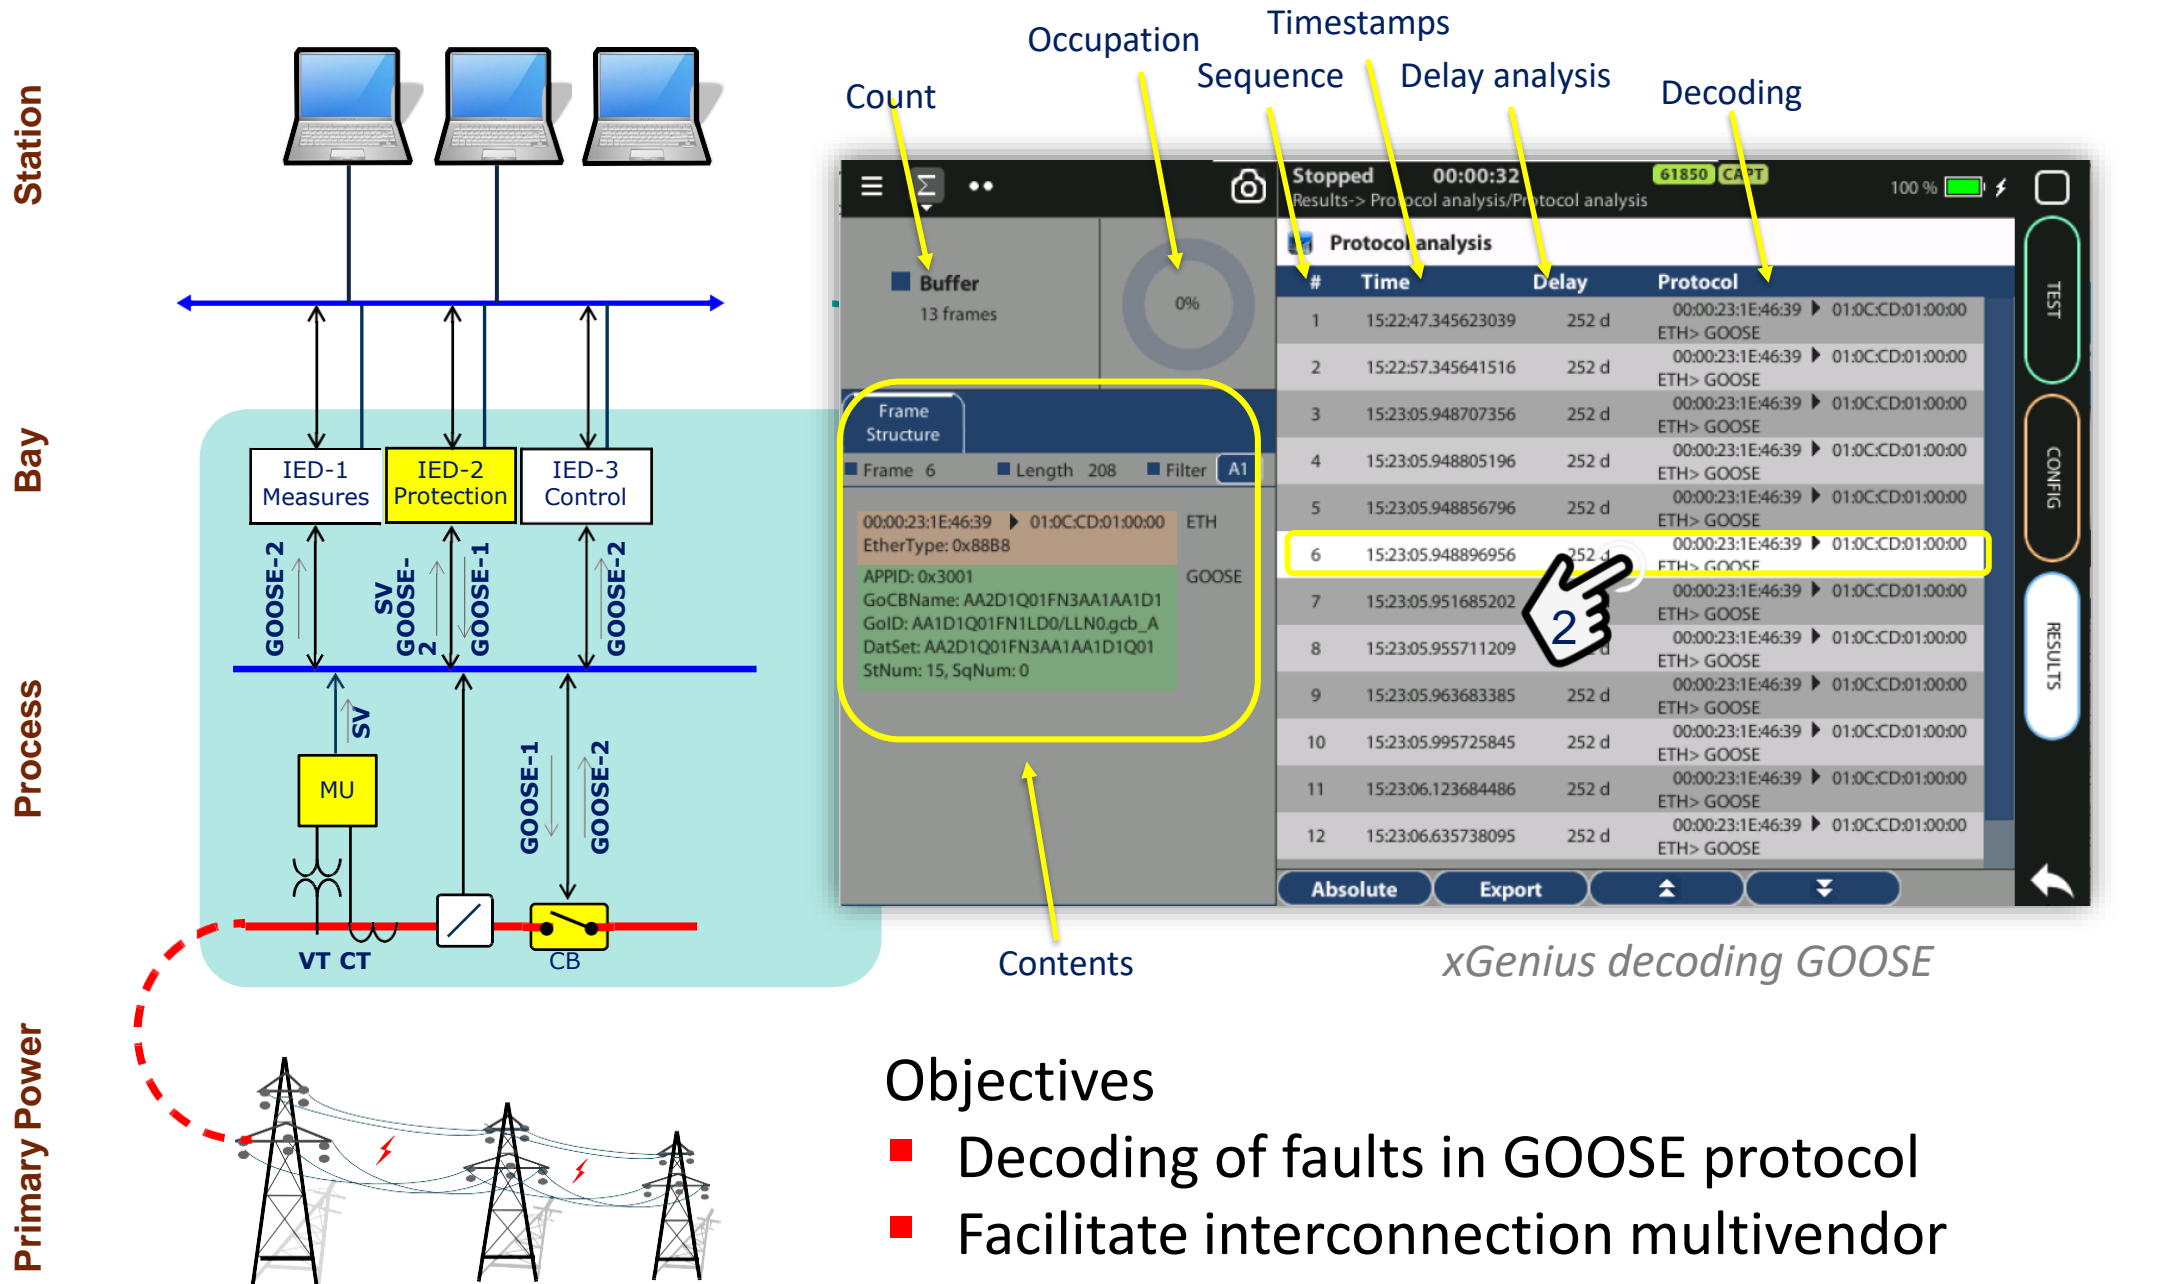 Station
Bay
Process
Primary Power
IED-1
Measures
IED-2
Protection
IED-3
Control
GOOSE-2
SV
GOOSE-
2
GOOSE-1
GOOSE-2
SV
MU
GOOSE-1
GOOSE-2
VT CT
CB
Count
Occupation
Sequence
Timestamps
Delay analysis
Decoding
Stopped 00:00:32
61850 CAPT
100 %
Results-> Protocol analysis/Protocol analysis
Buffer
13 frames
0%
Frame
Structure
Frame 6 Length 208 Filter A1
00:00:23:1E:46:39 01:0C:CD:01:00:00 ETH
EtherType: 0x88B8
APPID: 0x3001 GOOSE
GoCBName: AA2D1Q01FN3AA1AA1D1
GoID: AA1D1Q01FN1LD0/LLN0.gcb_A
DatSet: AA2D1Q01FN3AA1AA1D1Q01
StNum: 15, SqNum: 0
Protocol analysis
# Time Delay Protocol
1 15:22:47.345623039 252 d 00:00:23:1E:46:39 01:0C:CD:01:00:00
ETH> GOOSE
2 15:22:57.345641516 252 d 00:00:23:1E:46:39 01:0C:CD:01:00:00
ETH> GOOSE
3 15:23:05.948707356 252 d 00:00:23:1E:46:39 01:0C:CD:01:00:00
ETH> GOOSE
4 15:23:05.948805196 252 d 00:00:23:1E:46:39 01:0C:CD:01:00:00
ETH> GOOSE
5 15:23:05.948856796 252 d 00:00:23:1E:46:39 01:0C:CD:01:00:00
ETH> GOOSE
6 15:23:05.948896956 252 d 00:00:23:1E:46:39 01:0C:CD:01:00:00
ETH> GOOSE
2
7 15:23:05.951685202 00:00:23:1E:46:39 01:0C:CD:01:00:00
ETH> GOOSE
8 15:23:05.955711209 d 00:00:23:1E:46:39 01:0C:CD:01:00:00
ETH> GOOSE
9 15:23:05.963683385 252 d 00:00:23:1E:46:39 01:0C:CD:01:00:00
ETH> GOOSE
10 15:23:05.995725845 252 d 00:00:23:1E:46:39 01:0C:CD:01:00:00
ETH> GOOSE
11 15:23:06.123684486 252 d 00:00:23:1E:46:39 01:0C:CD:01:00:00
ETH> GOOSE
12 15:23:06.635738095 252 d 00:00:23:1E:46:39 01:0C:CD:01:00:00
ETH> GOOSE
Absolute Export
TEST
CONFIG
RESULTS
Contents
xGenius decoding GOOSE
Objectives
Decoding of faults in GOOSE protocol
Facilitate interconnection multivendor